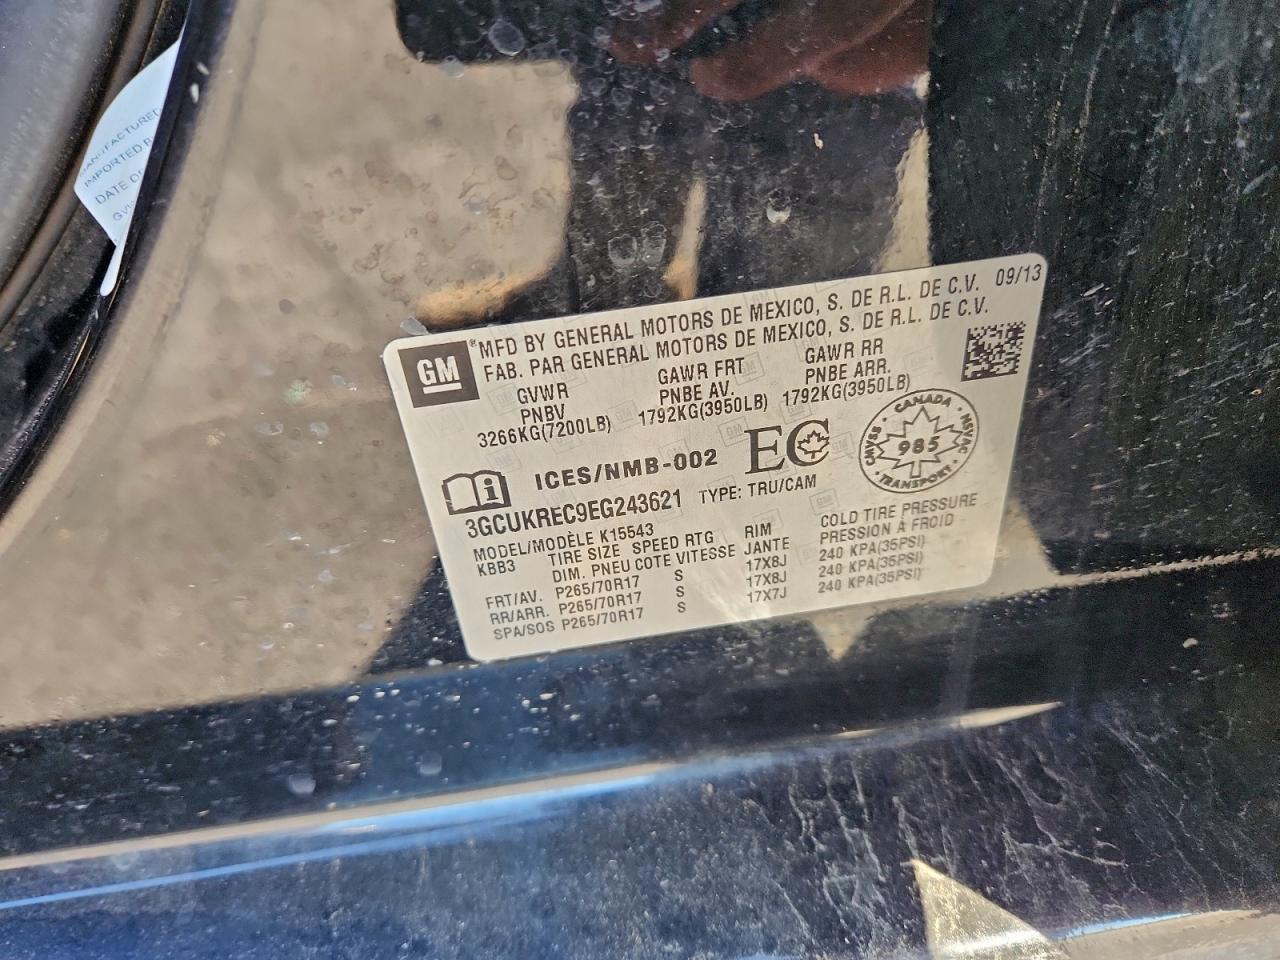 MANUFACTURED
IMPORTED B
DATE O
GV
GM
*MFD BY GENERAL MOTORS DE MEXICO, S. DE R.L. DE C.V. 09/13
FAB. PAR GENERAL MOTORS DE MEXICO, S. DE R.L. DE C.V.
GVWR GAWR FRT GAWR RR
PNBV PNBE AV. PNBE ARR.
3266KG(7200LB) 1792KG(3950LB) 1792KG(3950LB)
i ICES/NMB-002 EC
CANADA
CMVSS 985 NSVAC
TRANSPORT
3GCUKREC9EG243621 TYPE: TRU/CAM
MODEL/MODÈLE K15543
KBB3 TIRE SIZE SPEED RTG RIM COLD TIRE PRESSURE
DIM. PNEU COTE VITESSE JANTE PRESSION À FROID
FRT/AV. P265/70R17 S 17X8J 240 KPA(35PSI)
RR/ARR. P265/70R17 S 17X8J 240 KPA(35PSI)
SPA/SOS P265/70R17 S 17X7J 240 KPA(35PSI)